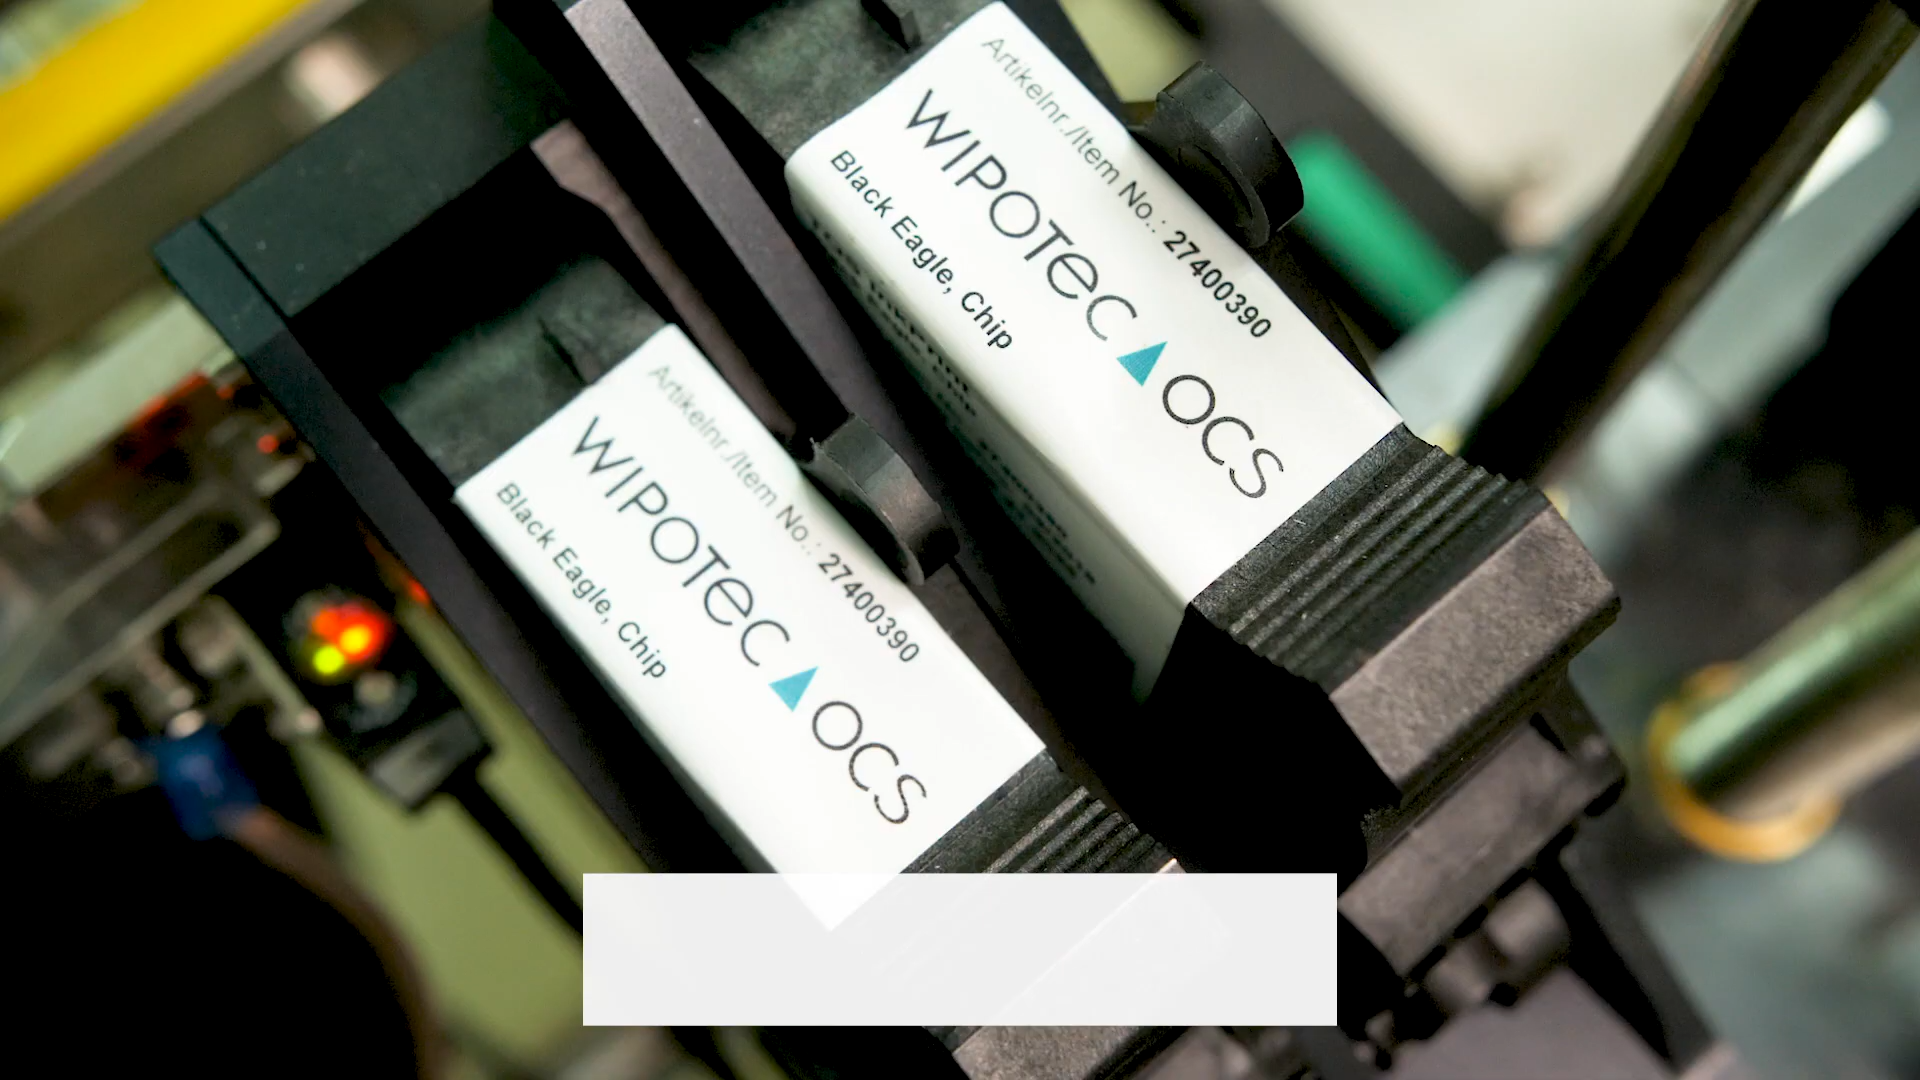 Artikelnr./Item No.: 27400390
WIPOTEC OCS
Black Eagle, Chip
Artikelnr./Item No.: 27400390
WIPOTEC OCS
Black Eagle, Chip